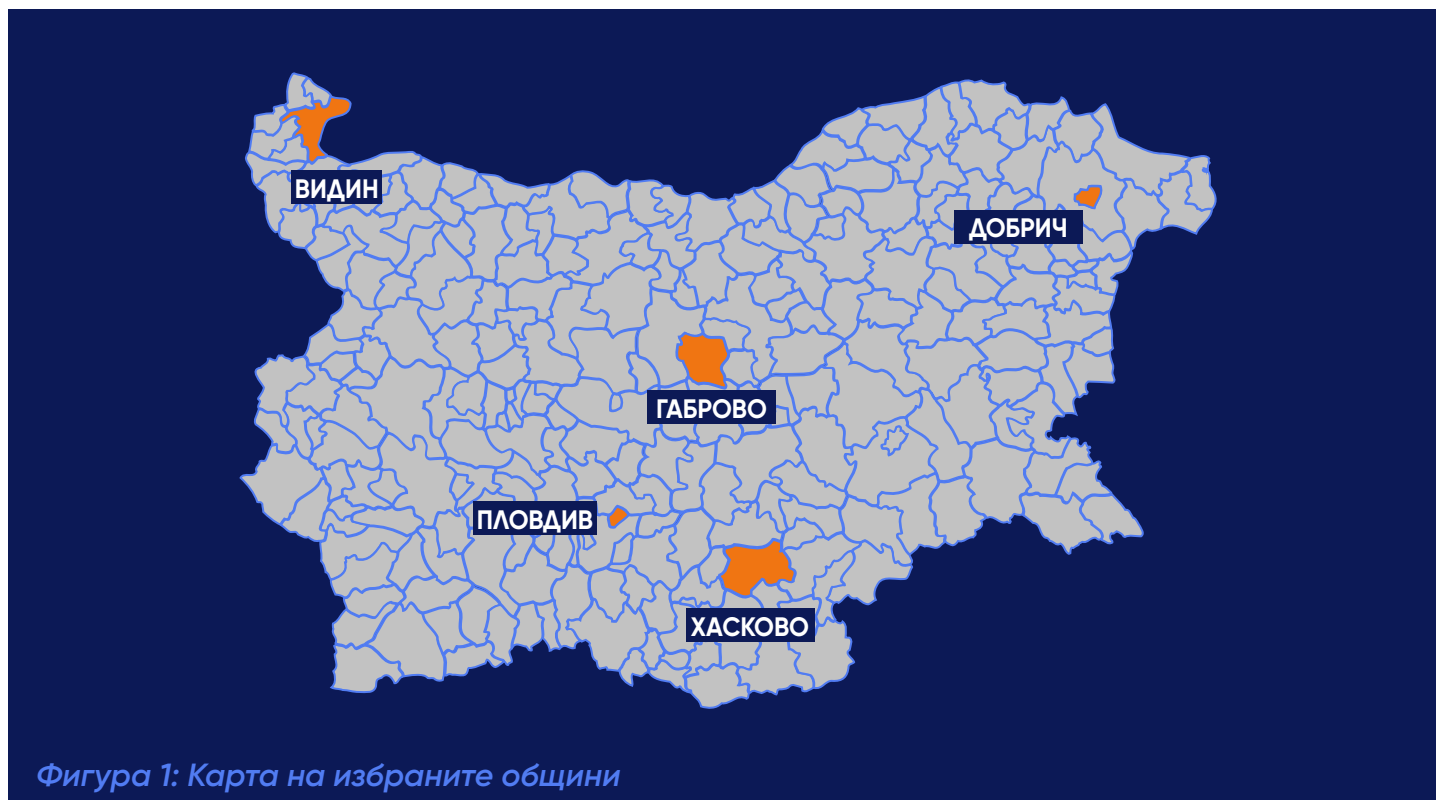 ВИДИН
ДОБРИЧ
ГАБРОВО
ПЛОВДИВ
ХАСКОВО
Фигура 1: Карта на избраните общини